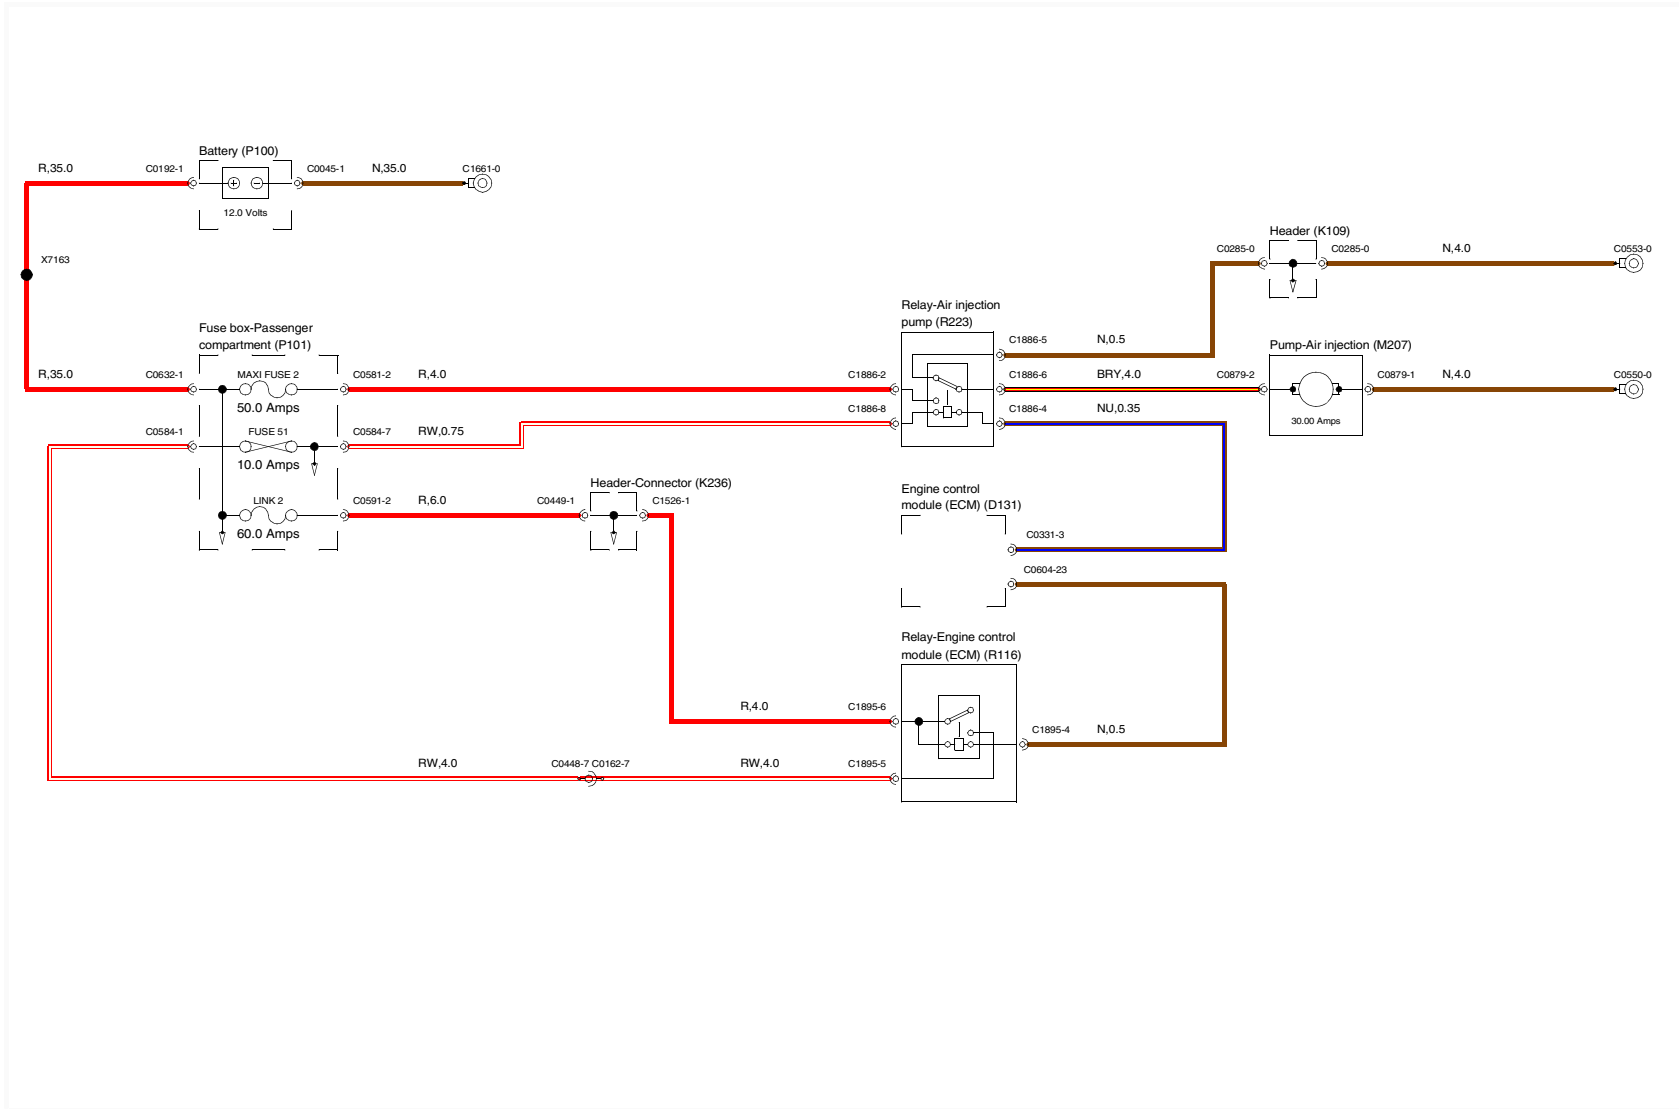 Battery (P100)
R,35.0
C0192-1
C0045-1
N,35.0
C1661-0
12.0 Volts
X7163
Header (K109)
C0285-0
C0285-0
N,4.0
C0553-0
Relay-Air injection
pump (R223)
Fuse box-Passenger
compartment (P101)
C1886-5
N,0.5
Pump-Air injection (M207)
R,35.0
C0632-1
MAXI FUSE 2
C0581-2
R,4.0
C1886-2
C1886-6
BRY,4.0
C0879-2
C0879-1
N,4.0
C0550-0
50.0 Amps
C1886-8
C1886-4
NU,0.35
30.00 Amps
C0584-1
FUSE 51
C0584-7
RW,0.75
10.0 Amps
Header-Connector (K236)
Engine control
module (ECM) (D131)
LINK 2
C0591-2
R,6.0
C0449-1
C1526-1
60.0 Amps
C0331-3
C0604-23
Relay-Engine control
module (ECM) (R116)
R,4.0
C1895-6
C1895-4
N,0.5
RW,4.0
C0448-7 C0162-7
RW,4.0
C1895-5